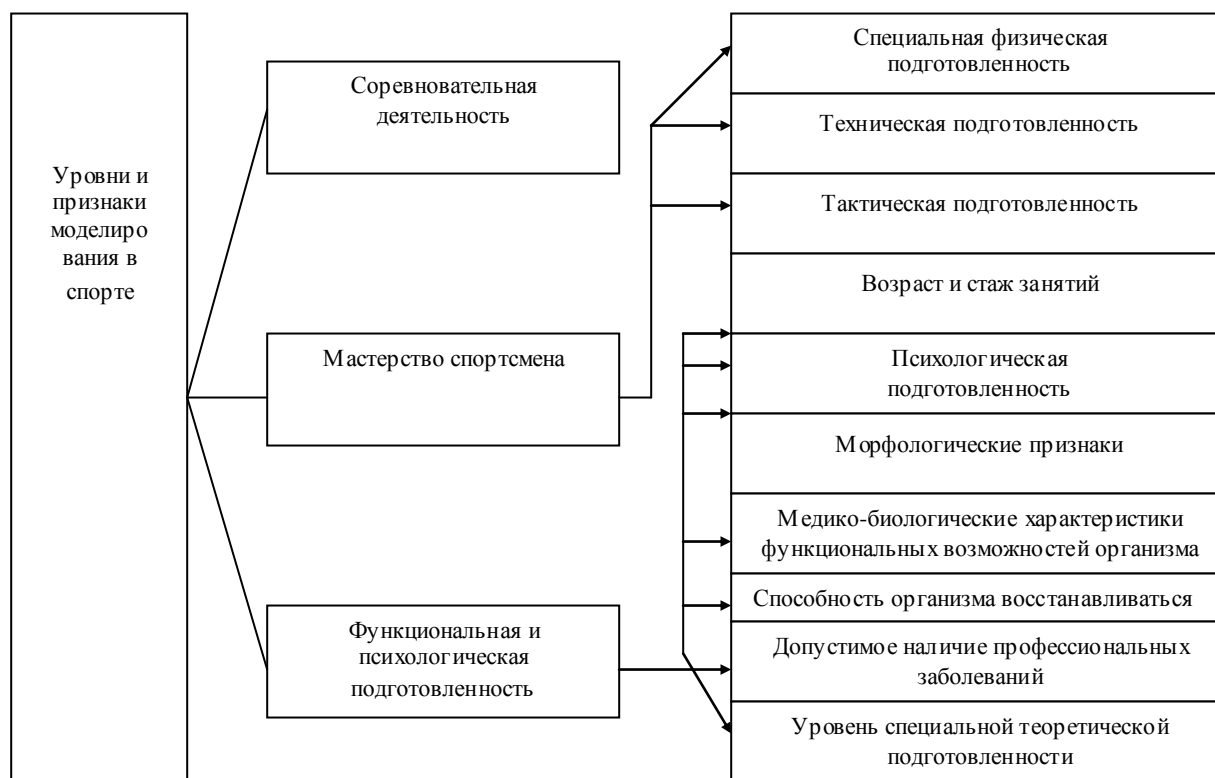 Уровни и
признаки
моделиро
вания в
спорте
Соревновательная
деятельность
Мастерство спортсмена
Функциональная и
психологическая
подготовленность
Специальная физическая
подготовленность
Техническая подготовленность
Тактическая подготовленность
Возраст и стаж занятий
Психологическая
подготовленность
Морфологические признаки
Медико-биологические характеристики
функциональных возможностей организма
Способность организма восстанавливаться
Допустимое наличие профессиональных
заболеваний
Уровень специальной теоретической
подготовленности